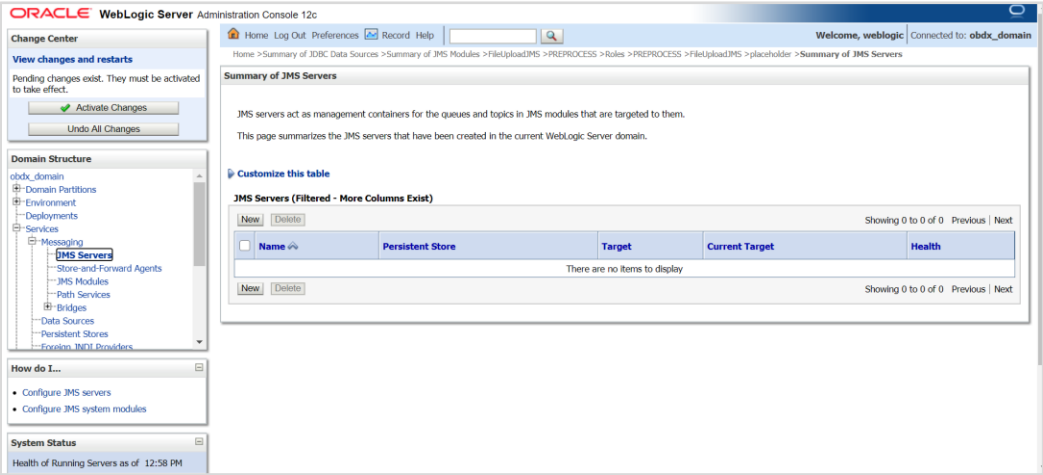 ORACLE WebLogic Server Administration Console 12c
Change Center
View changes and restarts
Pending changes exist. They must be activated
to take effect.
Activate Changes
Undo All Changes
Domain Structure
obdx_domain
Domain Partitions
Environment
Deployments
Services
Messaging
JMS Servers
Store-and-Forward Agents
JMS Modules
Path Services
Bridges
Data Sources
Persistent Stores
Foreign JNDI Providers
How do I...
Configure JMS servers
Configure JMS system modules
System Status
Health of Running Servers as of 12:58 PM
Home Log Out Preferences Record Help
Welcome, weblogic Connected to: obdx_domain
Home >Summary of JDBC Data Sources >Summary of JMS Modules >FileUploadJMS >PREPROCESS >Roles >PREPROCESS >FileUploadJMS >placeholder >Summary of JMS Servers
Summary of JMS Servers
JMS servers act as management containers for the queues and topics in JMS modules that are targeted to them.
This page summarizes the JMS servers that have been created in the current WebLogic Server domain.
Customize this table
JMS Servers (Filtered - More Columns Exist)
New Delete Showing 0 to 0 of 0 Previous | Next
Name Persistent Store Target Current Target Health
There are no items to display
New Delete Showing 0 to 0 of 0 Previous | Next